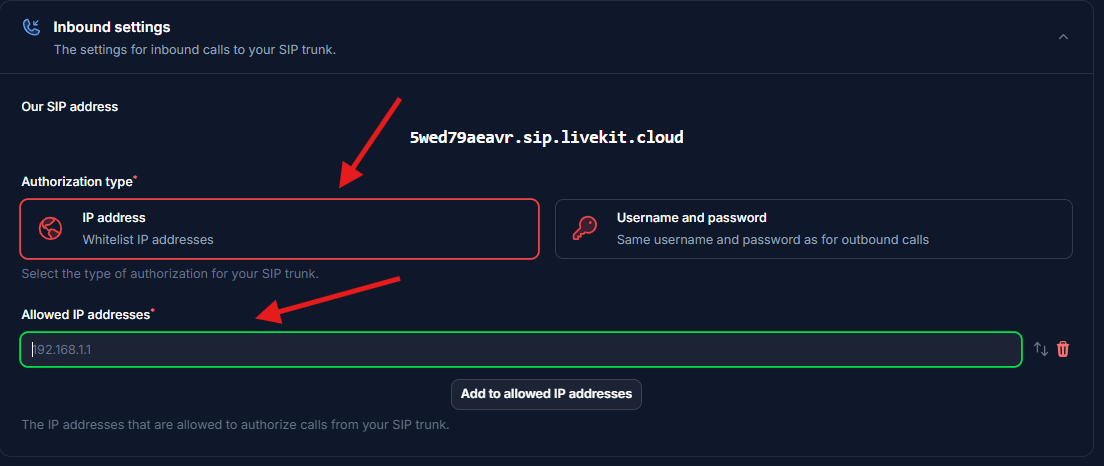 Inbound settings
The settings for inbound calls to your SIP trunk.
Our SIP address
5wed79aeavr.sip.livekit.cloud
Authorization type*
IP address
Whitelist IP addresses
Username and password
Same username and password as for outbound calls
Select the type of authorization for your SIP trunk.
Allowed IP addresses*
192.168.1.1
Add to allowed IP addresses
The IP addresses that are allowed to authorize calls from your SIP trunk.